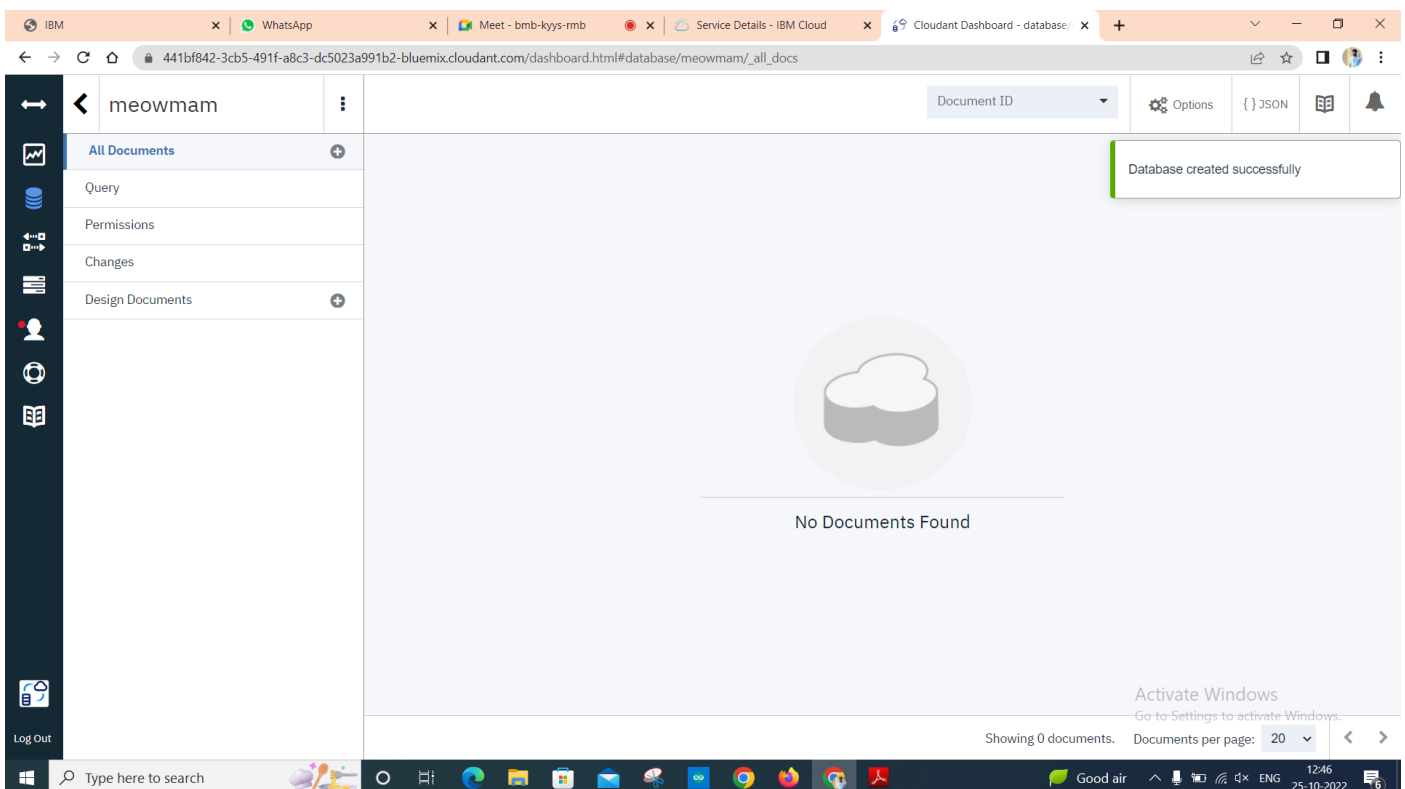 IBM
WhatsApp
Meet - bmb-kyys-rmb
Service Details - IBM Cloud
Cloudant Dashboard - database/
441bf842-3cb5-491f-a8c3-dc5023a991b2-bluemix.cloudant.com/dashboard.html#database/meowmam/_all_docs
meowmam
Document ID
Options
{ } JSON
All Documents
Database created successfully
Query
Permissions
Changes
Design Documents
No Documents Found
Activate Windows
Go to Settings to activate Windows.
Log Out
Showing 0 documents.
Documents per page: 20
Type here to search
Good air
ENG
12:46
25-10-2022
6